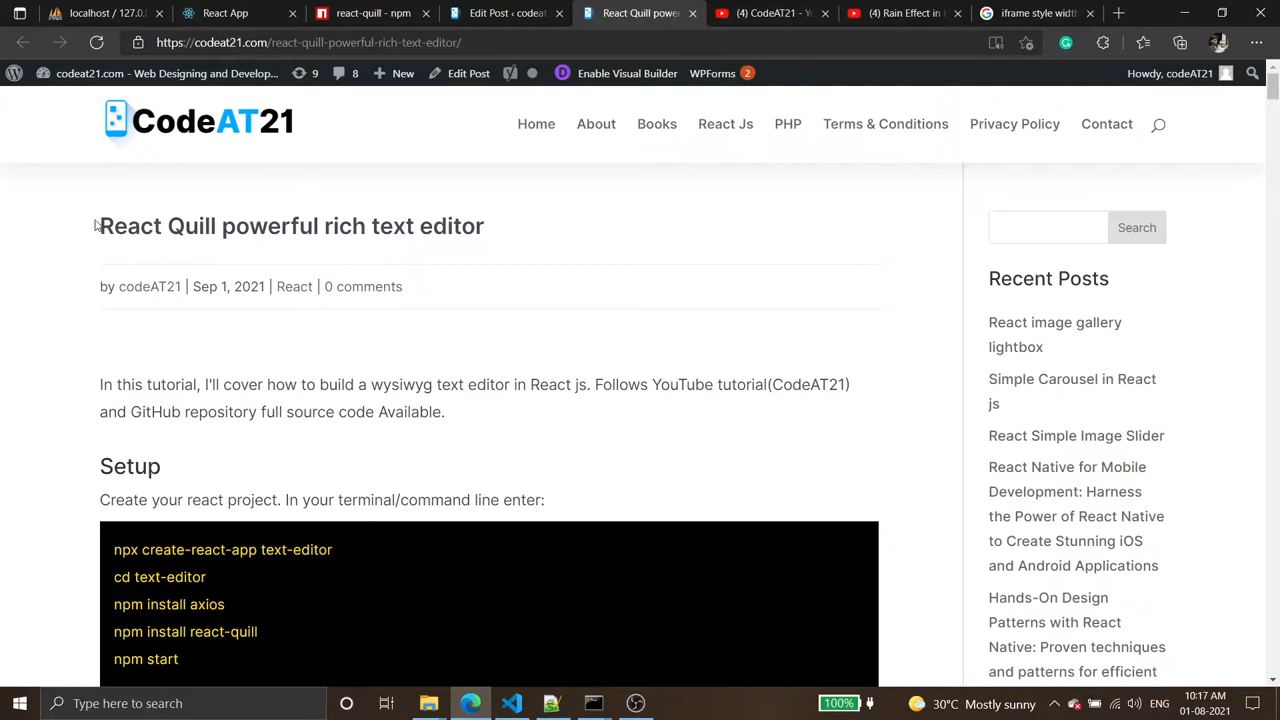 localhost / 127.0.
React App
react-quill - npm
Edit Post ‹ codeat
React Quill pow
(4) CodeAT21 - Y
(4) Rain Effect in
iframe style width
https://codeat21.com/react-quill-powerful-rich-text-editor/
codeat21.com - Web Designing and Develop...
9
8
New
Edit Post
Enable Visual Builder
WPForms
2
Howdy, codeAT21
CodeAT21
Home
About
Books
React Js
PHP
Terms & Conditions
Privacy Policy
Contact
React Quill powerful rich text editor
by codeAT21 | Sep 1, 2021 | React | 0 comments
In this tutorial, I'll cover how to build a wysiwyg text editor in React js. Follows YouTube tutorial(CodeAT21)
and GitHub repository full source code Available.
Setup
Create your react project. In your terminal/command line enter:
npx create-react-app text-editor
cd text-editor
npm install axios
npm install react-quill
npm start
Search
Recent Posts
React image gallery
lightbox
Simple Carousel in React
js
React Simple Image Slider
React Native for Mobile
Development: Harness
the Power of React Native
to Create Stunning iOS
and Android Applications
Hands-On Design
Patterns with React
Native: Proven techniques
and patterns for efficient
Type here to search
100%
30°C Mostly sunny
ENG
10:17 AM
01-08-2021